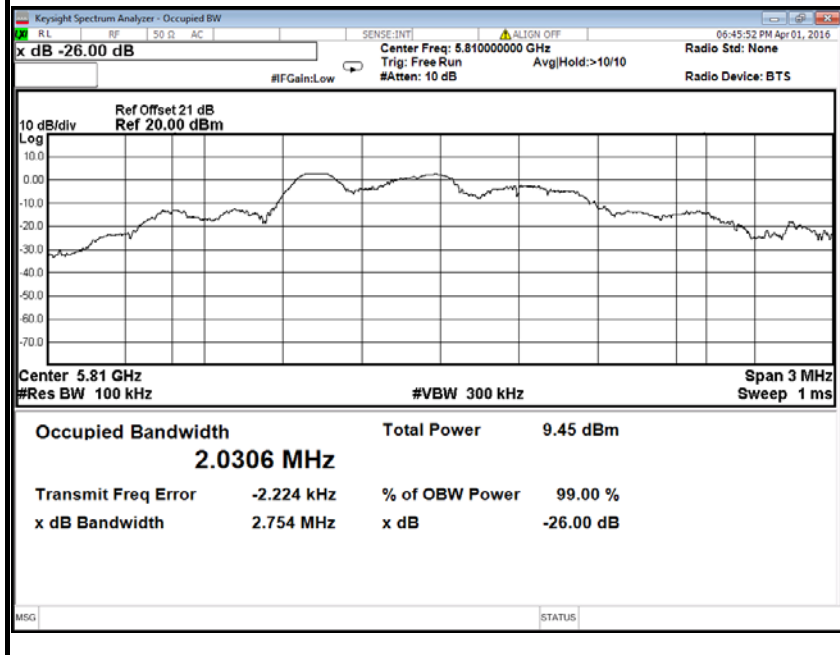 Keysight Spectrum Analyzer - Occupied BW
RL RF 50 Ω AC SENSE:INT ALIGN OFF 06:45:52 PM Apr 01, 2016
x dB -26.00 dB Center Freq: 5.810000000 GHz Radio Std: None
Trig: Free Run Avg|Hold:>10/10
#IFGain:Low #Atten: 10 dB Radio Device: BTS
Ref Offset 21 dB
10 dB/div Ref 20.00 dBm
Log
10.0
0.00
-10.0
-20.0
-30.0
-40.0
-50.0
-60.0
-70.0
Center 5.81 GHz Span 3 MHz
#Res BW 100 kHz #VBW 300 kHz Sweep 1 ms
Occupied Bandwidth Total Power 9.45 dBm
2.0306 MHz
Transmit Freq Error -2.224 kHz % of OBW Power 99.00 %
x dB Bandwidth 2.754 MHz x dB -26.00 dB
MSG STATUS